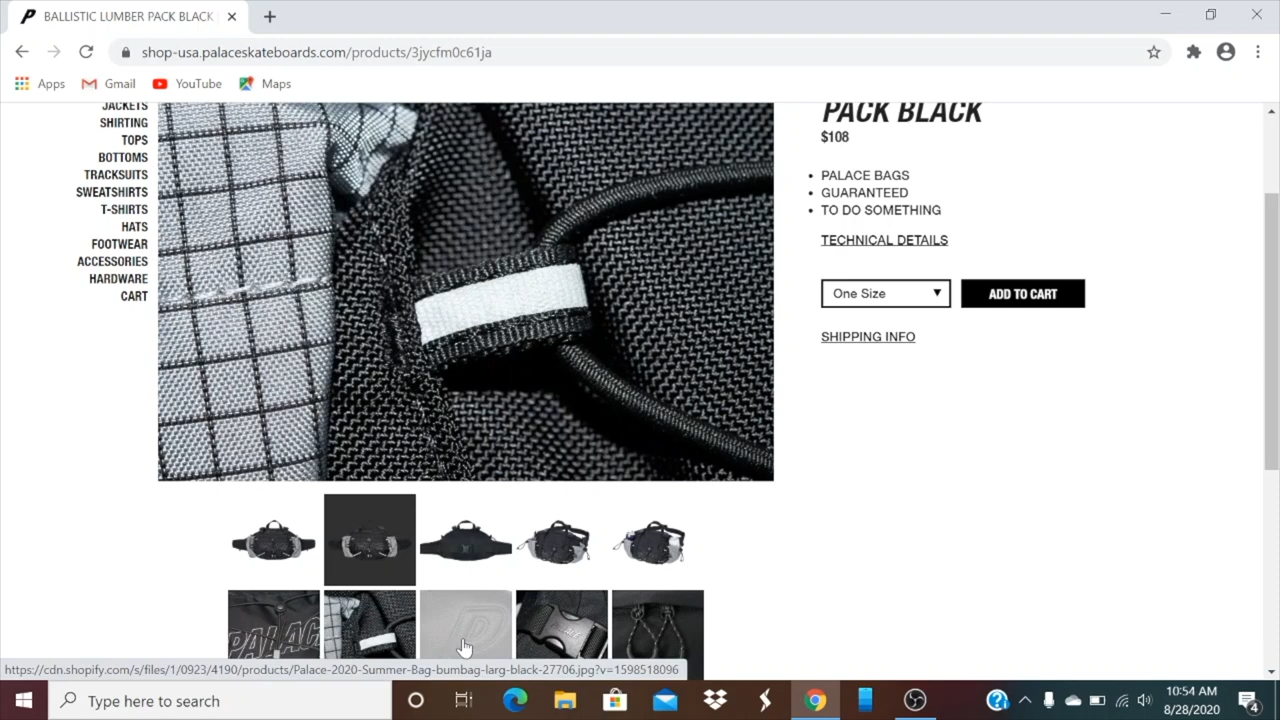 BALLISTIC LUMBER PACK BLACK
shop-usa.palaceskateboards.com/products/3jycfm0c61ja
Apps
Gmail
YouTube
Maps
JACKETS
SHIRTING
TOPS
BOTTOMS
TRACKSUITS
SWEATSHIRTS
T-SHIRTS
HATS
FOOTWEAR
ACCESSORIES
HARDWARE
CART
PACK BLACK
$108
PALACE BAGS
GUARANTEED
TO DO SOMETHING
TECHNICAL DETAILS
One Size
ADD TO CART
SHIPPING INFO
PALAC
https://cdn.shopify.com/s/files/1/0923/4190/products/Palace-2020-Summer-Bag-bumbag-larg-black-27706.jpg?v=1598518096
Type here to search
10:54 AM
8/28/2020
4